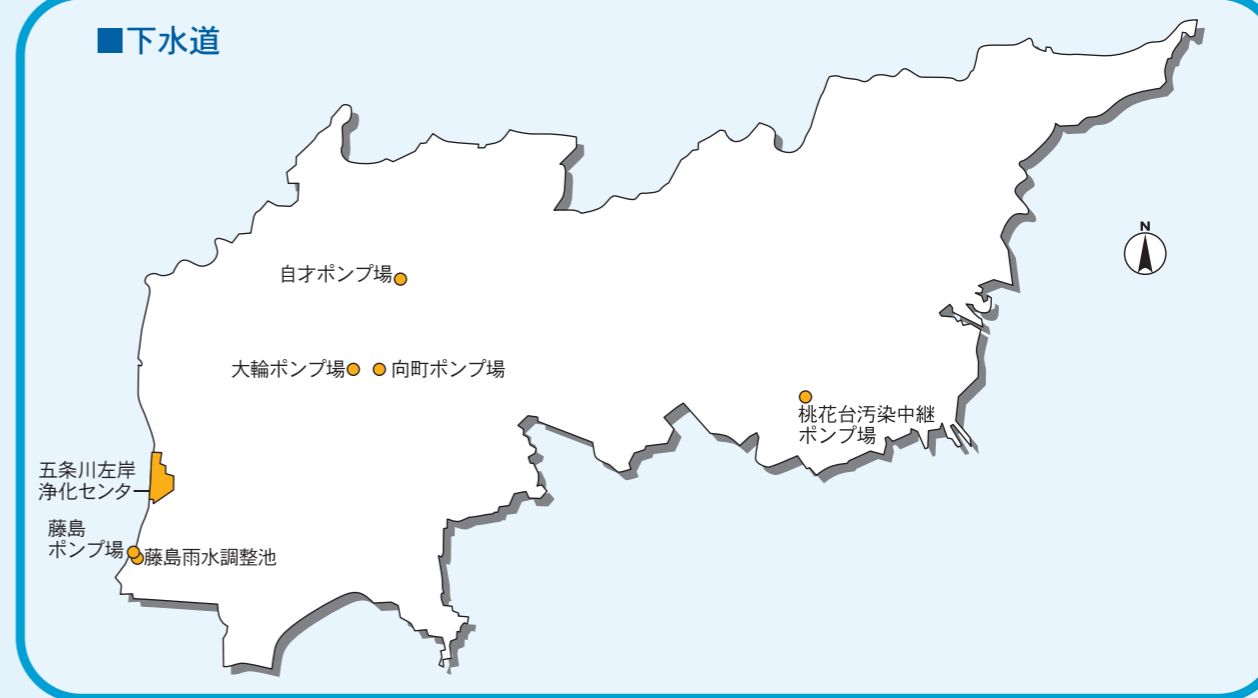 ■下水道
N
自才ポンプ場
大輪ポンプ場
向町ポンプ場
桃花台汚染中継
ポンプ場
五条川左岸
浄化センター
藤島
ポンプ場
藤島雨水調整池